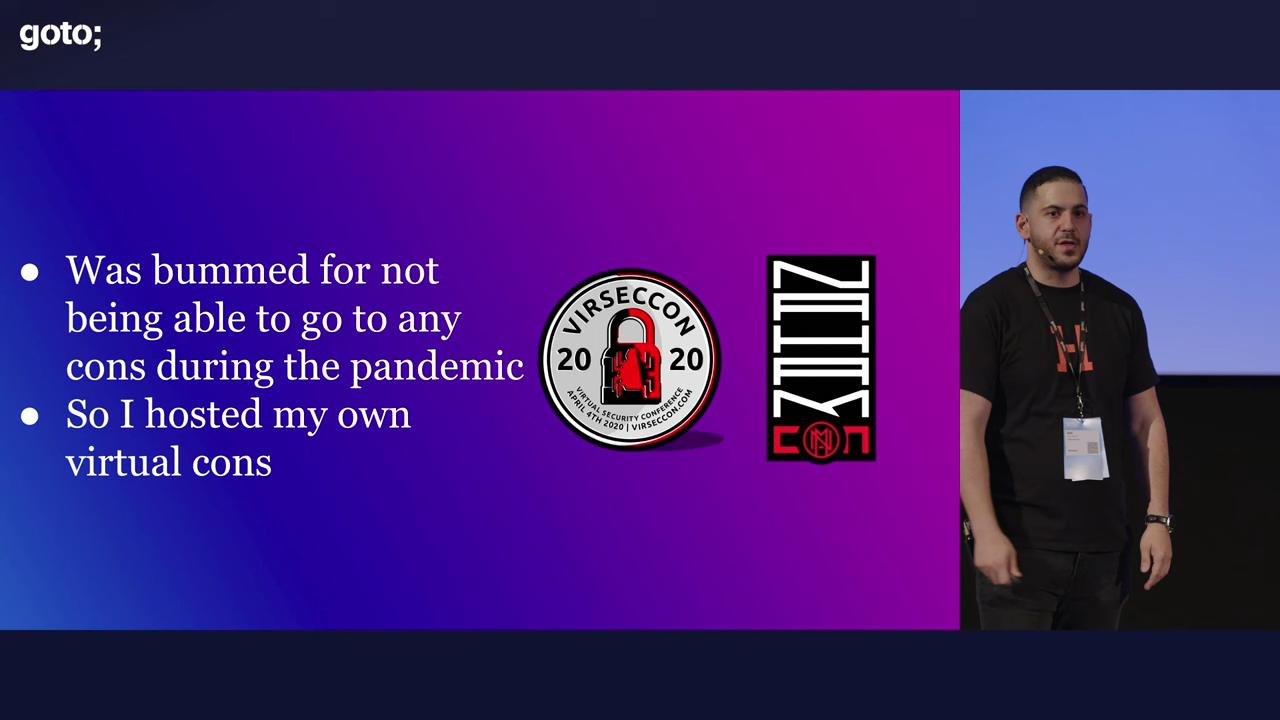 goto;
● Was bummed for not
being able to go to any
cons during the pandemic
● So I hosted my own
virtual cons
VIRSECCON
20 20
VIRTUAL SECURITY CONFERENCE
APRIL 4TH 2020 | VIRSECCON.COM
CON
H